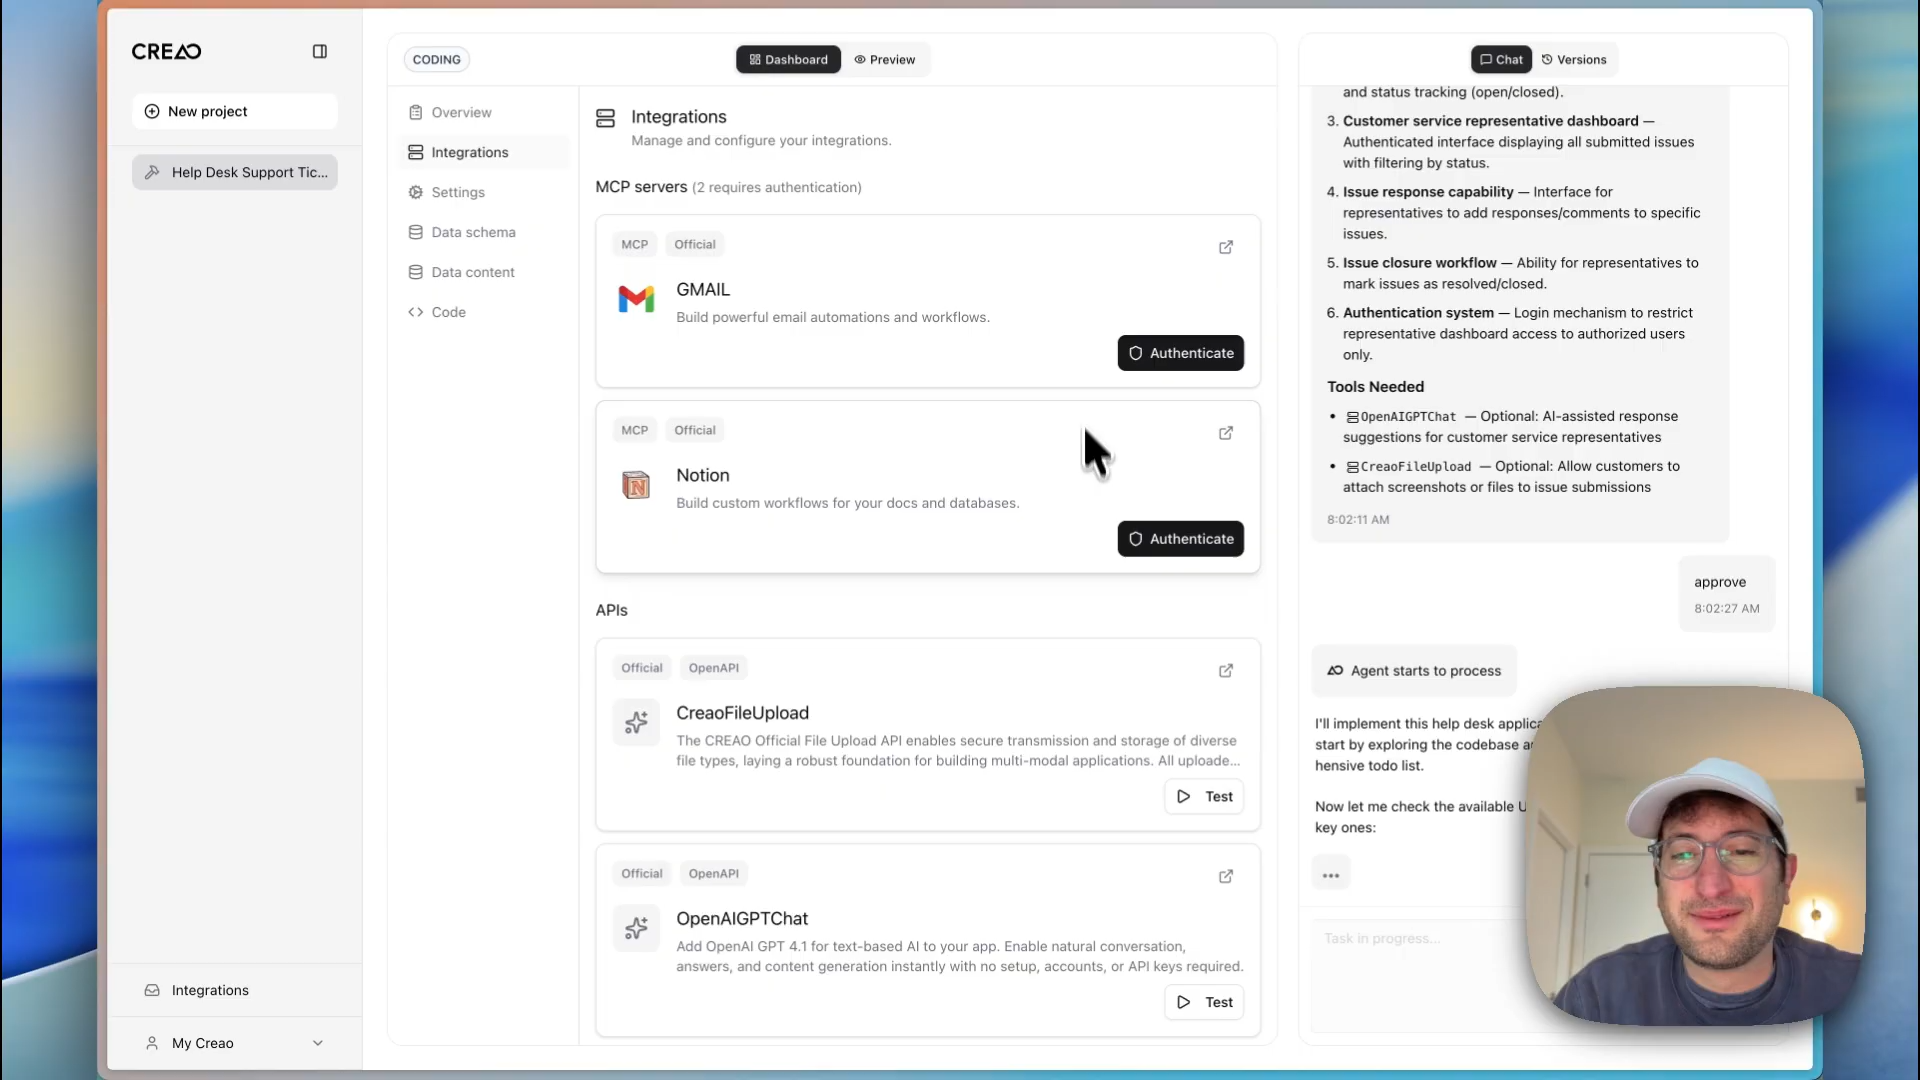 CREAO
New project
Help Desk Support Tic...
Integrations
My Creao
CODING
Dashboard
Preview
Overview
Integrations
Settings
Data schema
Data content
Code
Integrations
Manage and configure your integrations.
MCP servers (2 requires authentication)
MCP Official
GMAIL
Build powerful email automations and workflows.
Authenticate
MCP Official
Notion
Build custom workflows for your docs and databases.
Authenticate
APIs
Official OpenAPI
CreaoFileUpload
The CREAO Official File Upload API enables secure transmission and storage of diverse
file types, laying a robust foundation for building multi-modal applications. All uploade...
Test
Official OpenAPI
OpenAIGPTChat
Add OpenAI GPT 4.1 for text-based AI to your app. Enable natural conversation,
answers, and content generation instantly with no setup, accounts, or API keys required.
Test
Chat
Versions
and status tracking (open/closed).
3. Customer service representative dashboard —
Authenticated interface displaying all submitted issues
with filtering by status.
4. Issue response capability — Interface for
representatives to add responses/comments to specific
issues.
5. Issue closure workflow — Ability for representatives to
mark issues as resolved/closed.
6. Authentication system — Login mechanism to restrict
representative dashboard access to authorized users
only.
Tools Needed
• OpenAIGPTChat — Optional: AI-assisted response
suggestions for customer service representatives
• CreaoFileUpload — Optional: Allow customers to
attach screenshots or files to issue submissions
8:02:11 AM
approve
8:02:27 AM
Agent starts to process
I'll implement this help desk
start by exploring the codebase
hensive todo list.
Now let me check the available
key ones:
...
Task in progress...